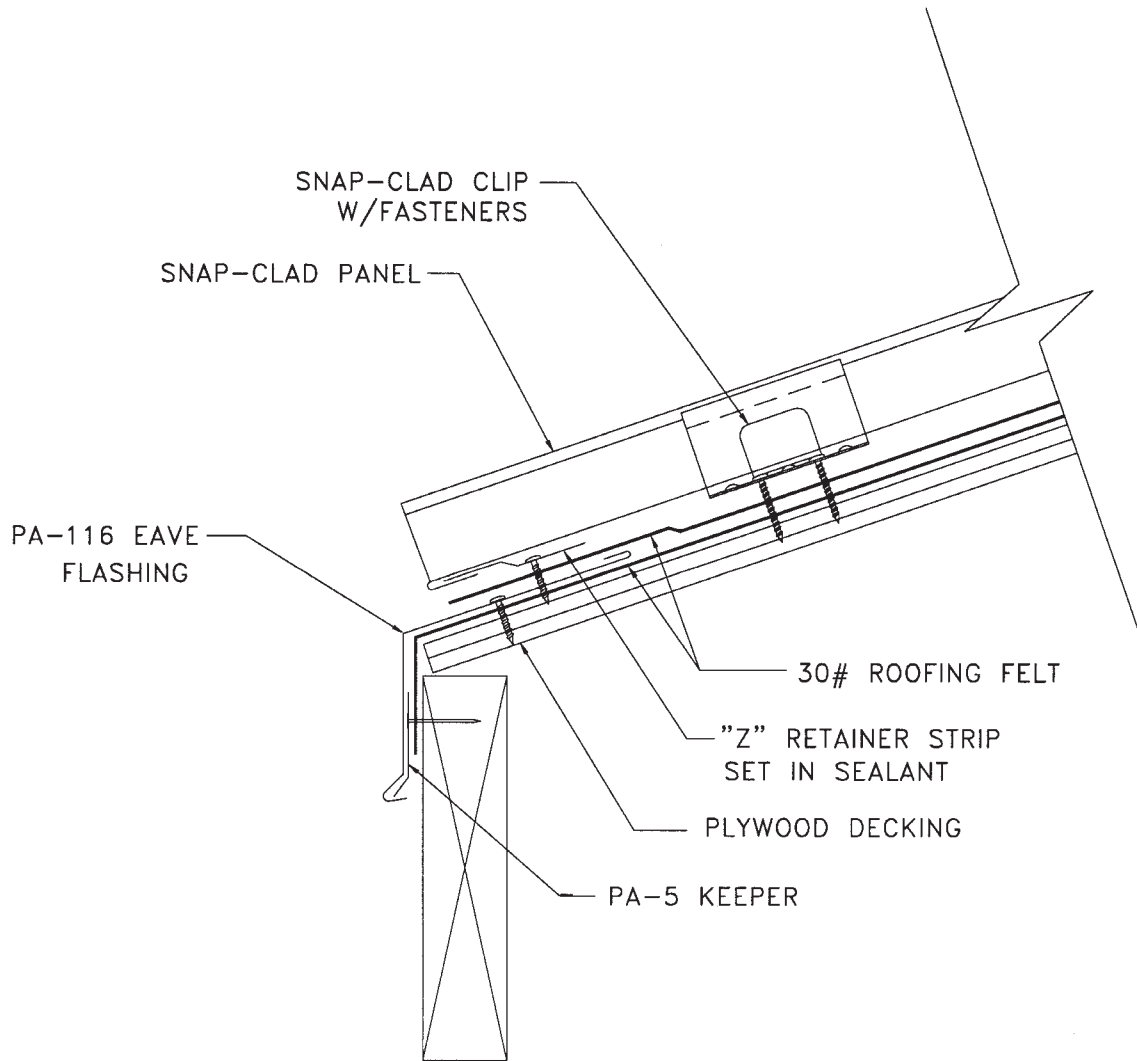 SNAP-CLAD CLIP
W/FASTENERS
SNAP-CLAD PANEL
PA-116 EAVE
FLASHING
30# ROOFING FELT
"Z" RETAINER STRIP
SET IN SEALANT
PLYWOOD DECKING
PA-5 KEEPER